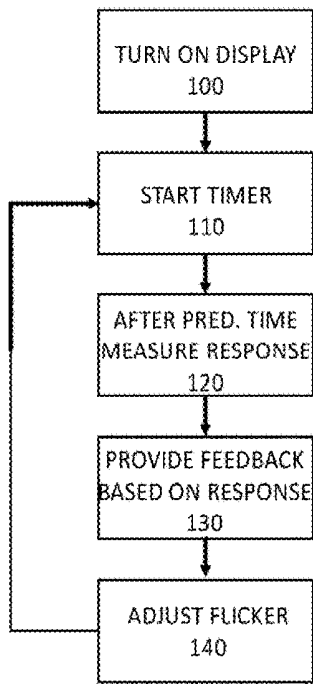 TURN ON DISPLAY
100
START TIMER
110
AFTER PRED. TIME
MEASURE RESPONSE
120
PROVIDE FEEDBACK
BASED ON RESPONSE
130
ADJUST FLICKER
140